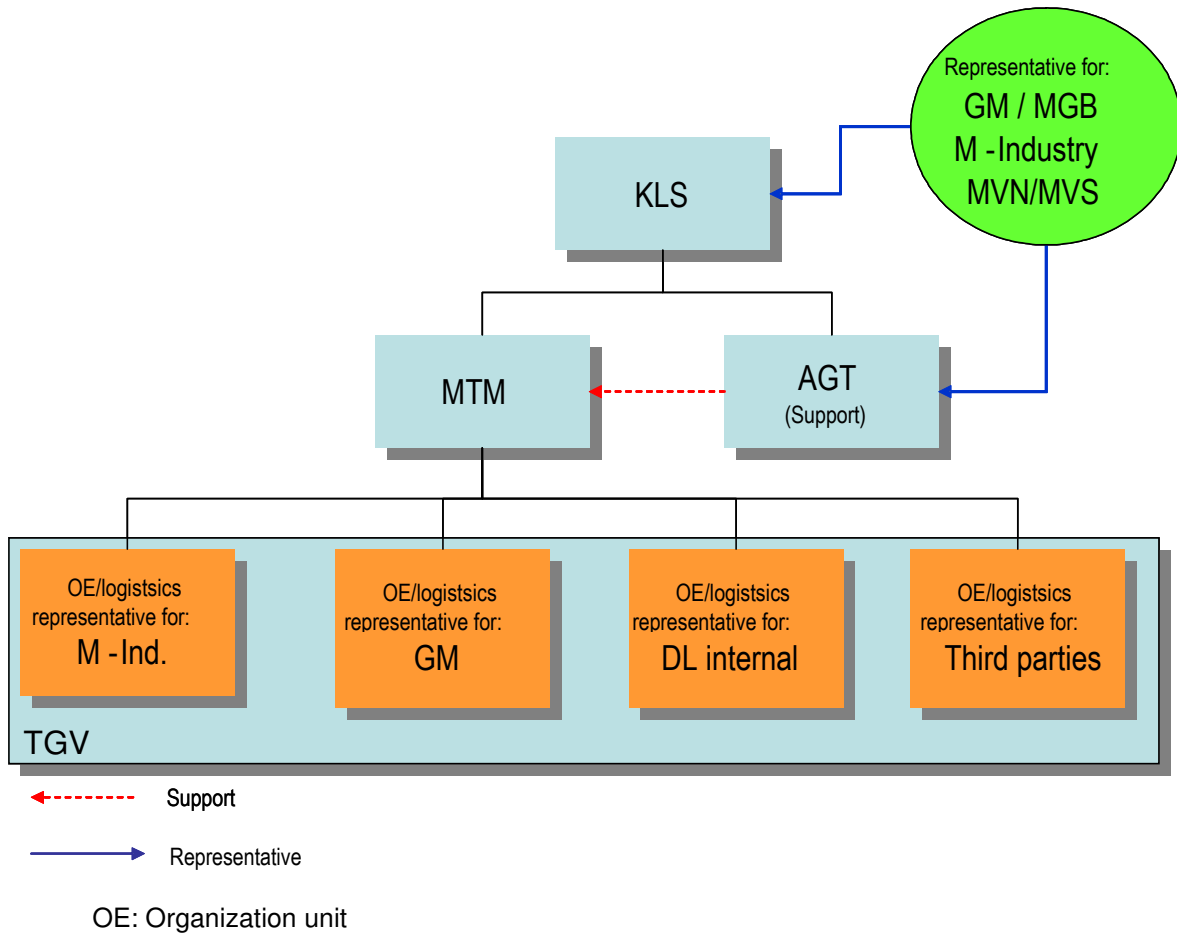 Representative for:
GM / MGB
M -Industry
MVN/MVS
KLS
MTM
AGT
(Support)
OE/logistsics
representative for:
M -Ind.
OE/logistsics
representative for:
GM
OE/logistsics
representative for:
DL internal
OE/logistsics
representative for:
Third parties
TGV
Support
Representative
OE: Organization unit